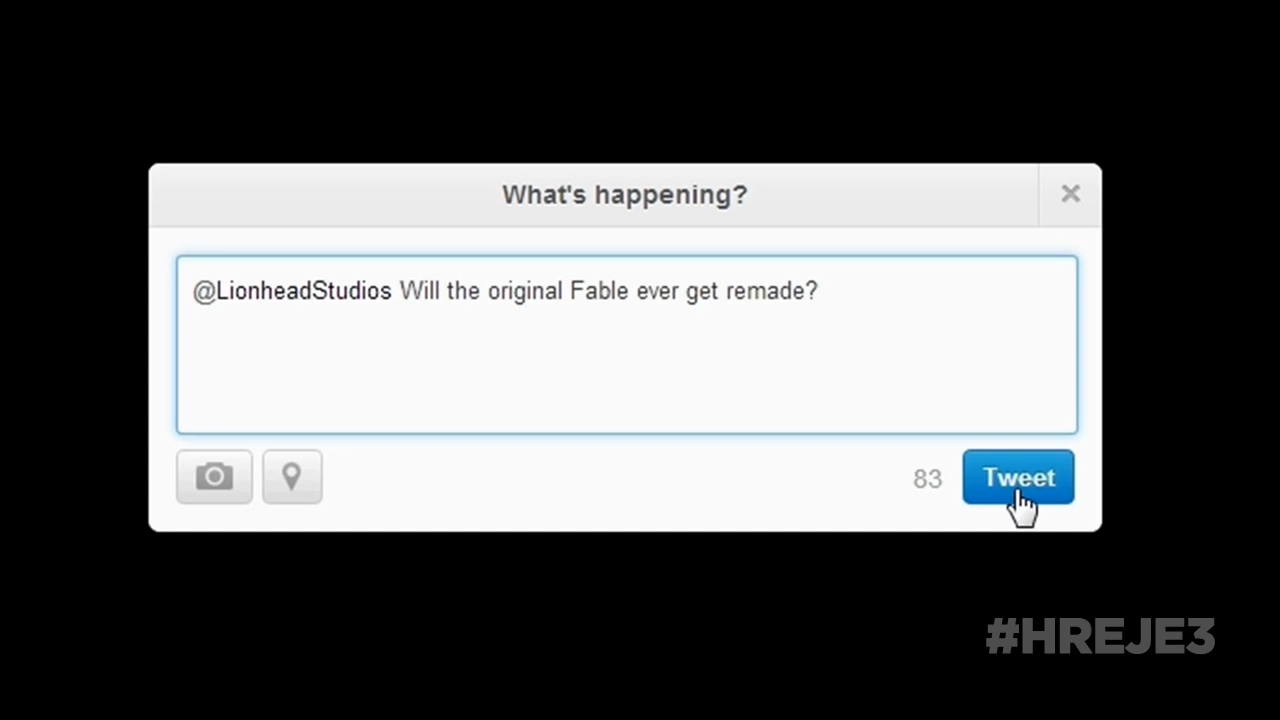 What's happening?
×
@LionheadStudios Will the original Fable ever get remade?
83 Tweet
#HREJE3